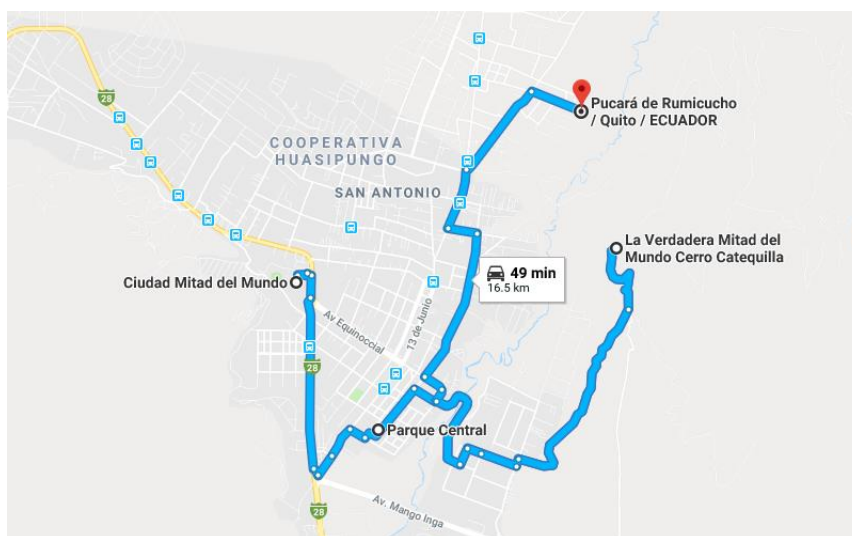 28
Pucará de Rumicucho
/ Quito / ECUADOR
COOPERATIVA
HUASIPUNGO
SAN ANTONIO
La Verdadera Mitad del
Mundo Cerro Catequilla
Ciudad Mitad del Mundo
49 min
16.5 km
Av Equinoccial
13 de Junio
28
Parque Central
Av. Mango Inga
28